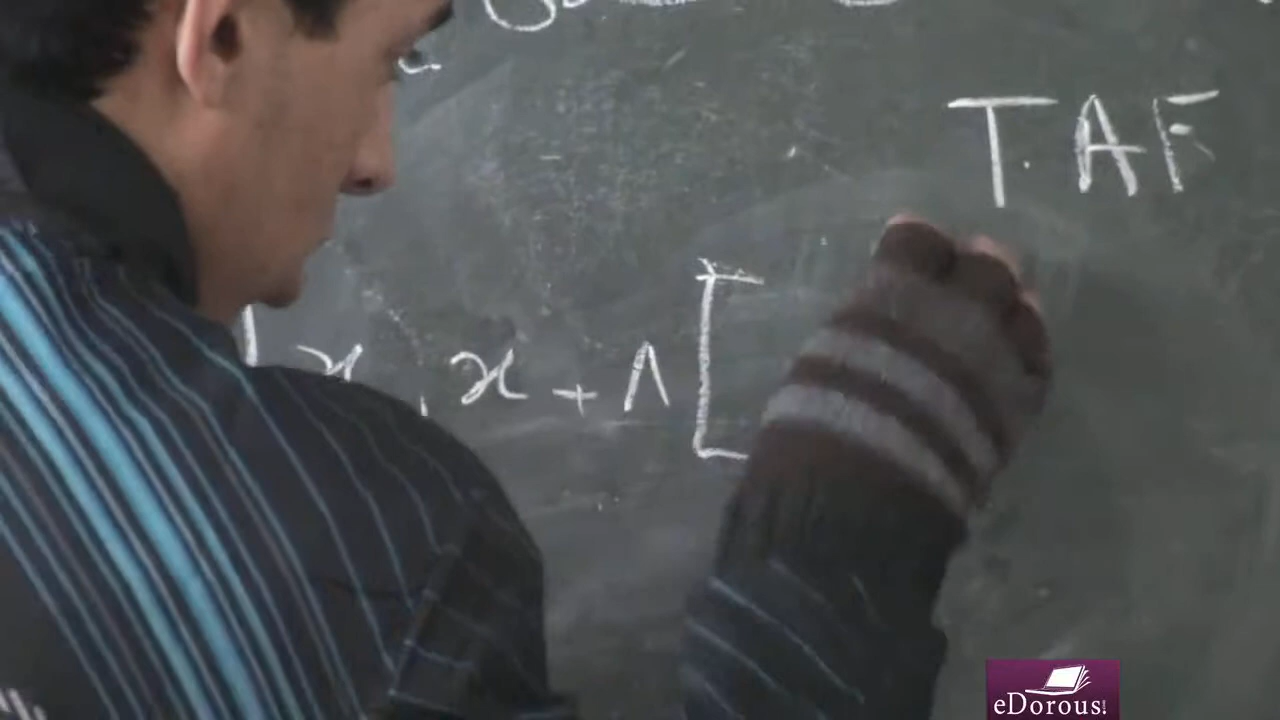 T.AF
] x, x+1 [
eDorous!